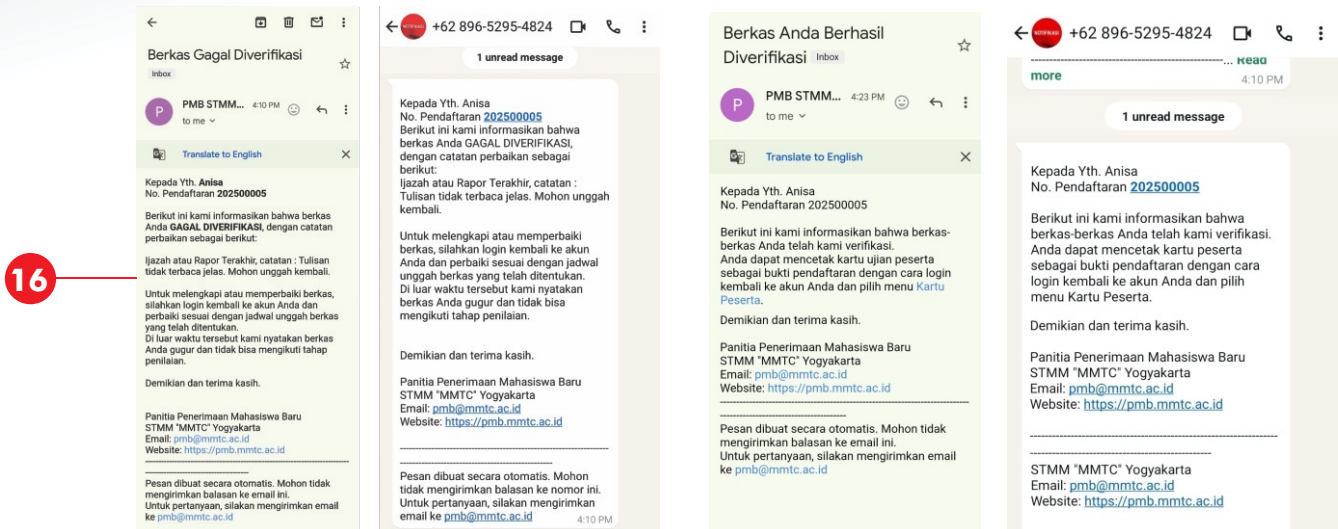 16
Berkas Gagal Diverifikasi
Inbox
P
PMB STMM... 4:10 PM
to me
Translate to English
Kepada Yth. Anisa
No. Pendaftaran 202500005
Berikut ini kami informasikan bahwa berkas
Anda GAGAL DIVERIFIKASI, dengan catatan
perbaikan sebagai berikut:
Ijazah atau Rapor Terakhir, catatan : Tulisan
tidak terbaca jelas. Mohon unggah kembali.
Untuk melengkapi atau memperbaiki berkas,
silahkan login kembali ke akun Anda dan
perbaiki sesuai dengan jadwal unggah berkas
yang telah ditentukan.
Di luar waktu tersebut kami nyatakan berkas
Anda gugur dan tidak bisa mengikuti tahap
penilaian.
Demikian dan terima kasih.
Panitia Penerimaan Mahasiswa Baru
STMM "MMTC" Yogyakarta
Email: pmb@mmtc.ac.id
Website: https://pmb.mmtc.ac.id
Pesan dibuat secara otomatis. Mohon tidak
mengirimkan balasan ke email ini.
Untuk pertanyaan, silakan mengirimkan email
ke pmb@mmtc.ac.id
NOTIFIKASI
+62 896-5295-4824
1 unread message
Kepada Yth. Anisa
No. Pendaftaran 202500005
Berikut ini kami informasikan bahwa
berkas Anda GAGAL DIVERIFIKASI,
dengan catatan perbaikan sebagai
berikut:
Ijazah atau Rapor Terakhir, catatan :
Tulisan tidak terbaca jelas. Mohon unggah
kembali.
Untuk melengkapi atau memperbaiki
berkas, silahkan login kembali ke akun
Anda dan perbaiki sesuai dengan jadwal
unggah berkas yang telah ditentukan.
Di luar waktu tersebut kami nyatakan
berkas Anda gugur dan tidak bisa
mengikuti tahap penilaian.
Demikian dan terima kasih.
Panitia Penerimaan Mahasiswa Baru
STMM "MMTC" Yogyakarta
Email: pmb@mmtc.ac.id
Website: https://pmb.mmtc.ac.id
Pesan dibuat secara otomatis. Mohon
tidak mengirimkan balasan ke nomor ini.
Untuk pertanyaan, silakan mengirimkan
email ke pmb@mmtc.ac.id
4:10 PM
Berkas Anda Berhasil
Diverifikasi Inbox
P
PMB STMM... 4:23 PM
to me
Translate to English
Kepada Yth. Anisa
No. Pendaftaran 202500005
Berikut ini kami informasikan bahwa berkas-
berkas Anda telah kami verifikasi.
Anda dapat mencetak kartu ujian peserta
sebagai bukti pendaftaran dengan cara login
kembali ke akun Anda dan pilih menu Kartu
Peserta.
Demikian dan terima kasih.
Panitia Penerimaan Mahasiswa Baru
STMM "MMTC" Yogyakarta
Email: pmb@mmtc.ac.id
Website: https://pmb.mmtc.ac.id
Pesan dibuat secara otomatis. Mohon tidak
mengirimkan balasan ke email ini.
Untuk pertanyaan, silakan mengirimkan email
ke pmb@mmtc.ac.id
NOTIFIKASI
+62 896-5295-4824
... Read
more
4:10 PM
1 unread message
Kepada Yth. Anisa
No. Pendaftaran 202500005
Berikut ini kami informasikan bahwa
berkas-berkas Anda telah kami verifikasi.
Anda dapat mencetak kartu peserta
sebagai bukti pendaftaran dengan cara
login kembali ke akun Anda dan pilih
menu Kartu Peserta.
Demikian dan terima kasih.
Panitia Penerimaan Mahasiswa Baru
STMM "MMTC" Yogyakarta
Email: pmb@mmtc.ac.id
Website: https://pmb.mmtc.ac.id
STMM "MMTC" Yogyakarta
Email: pmb@mmtc.ac.id
Website: https://pmb.mmtc.ac.id